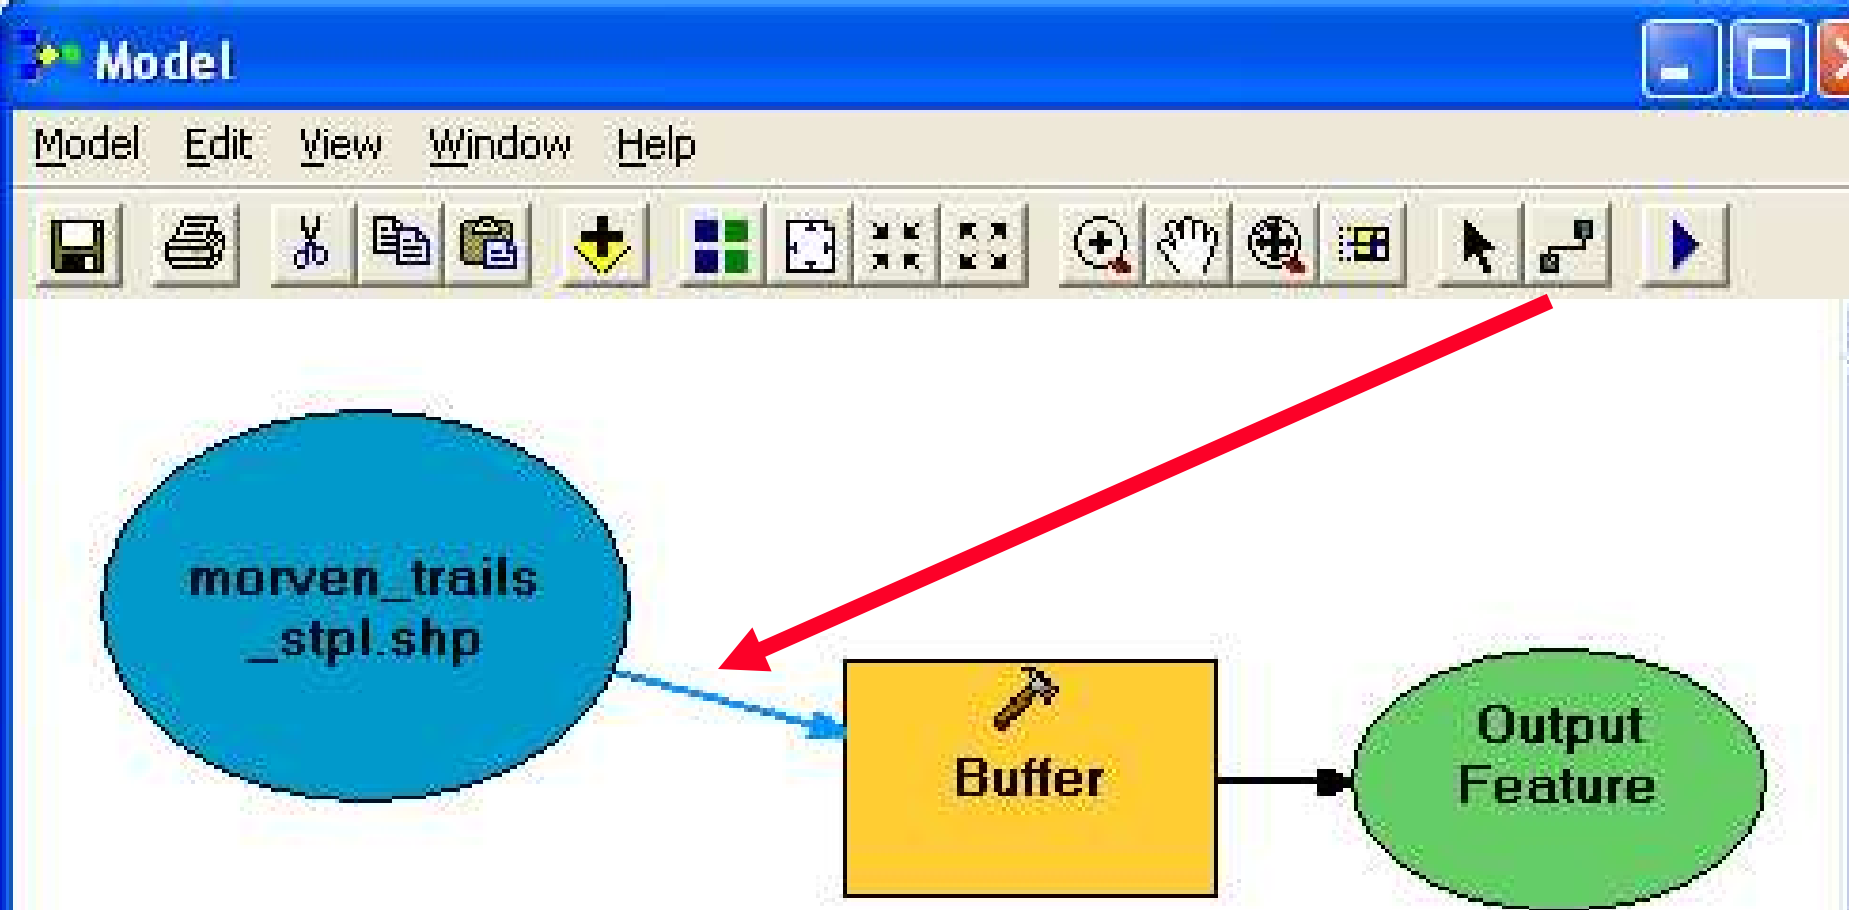 Model
Model Edit View Window Help
morven_trails
_stpl.shp
Buffer
Output
Feature